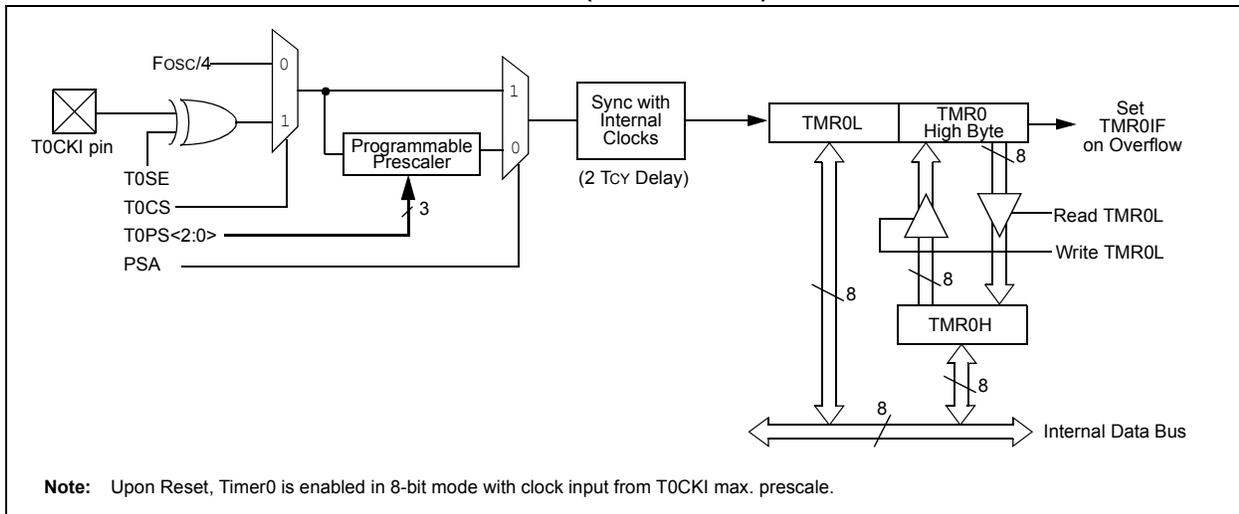 FOSC/4
0
1
T0CKI pin
T0SE
T0CS
T0PS<2:0>
PSA
Programmable
Prescaler
3
1
0
Sync with
Internal
Clocks
(2 TCY Delay)
TMR0L
TMR0
High Byte
Set
TMR0IF
on Overflow
8
Read TMR0L
Write TMR0L
8
8
TMR0H
8
8
Internal Data Bus
Note: Upon Reset, Timer0 is enabled in 8-bit mode with clock input from T0CKI max. prescale.